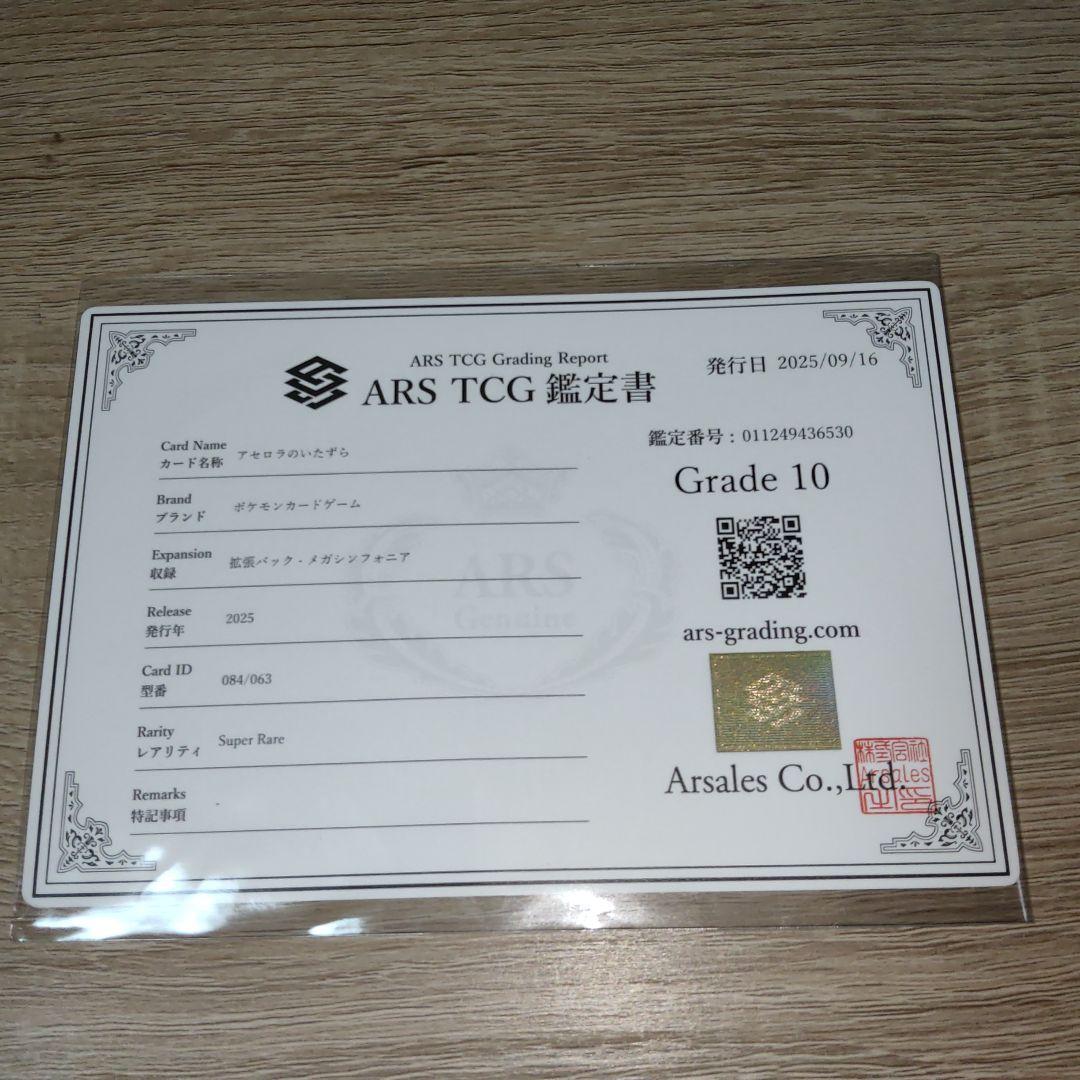 ARS TCG Grading Report
ARS TCG 鑑定書
発行日 2025/09/16
鑑定番号 : 011249436530
Grade 10
ars-grading.com
Arsales Co.,Ltd.
Card Name
カード名称 アセロラのいたずら
Brand
ブランド ポケモンカードゲーム
Expansion
収録 拡張パック・メガシンフォニア
Release
発行年 2025
Card ID
型番 084/063
Rarity
レアリティ Super Rare
Remarks
特記事項 -
ARS
Genuine
株式会社
Arsales